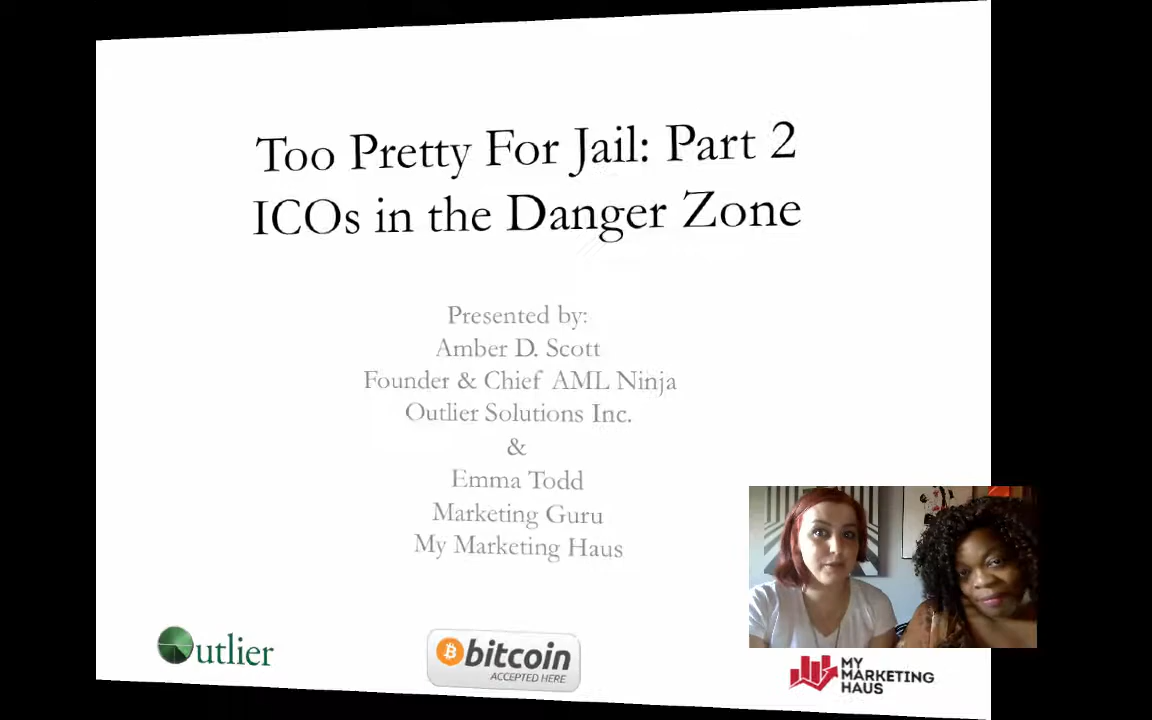 Too Pretty For Jail: Part 2
ICOs in the Danger Zone
Presented by:
Amber D. Scott
Founder & Chief AML Ninja
Outlier Solutions Inc.
&
Emma Todd
Marketing Guru
My Marketing Haus
Outlier
bitcoin
ACCEPTED HERE
MY
MARKETING
HAUS